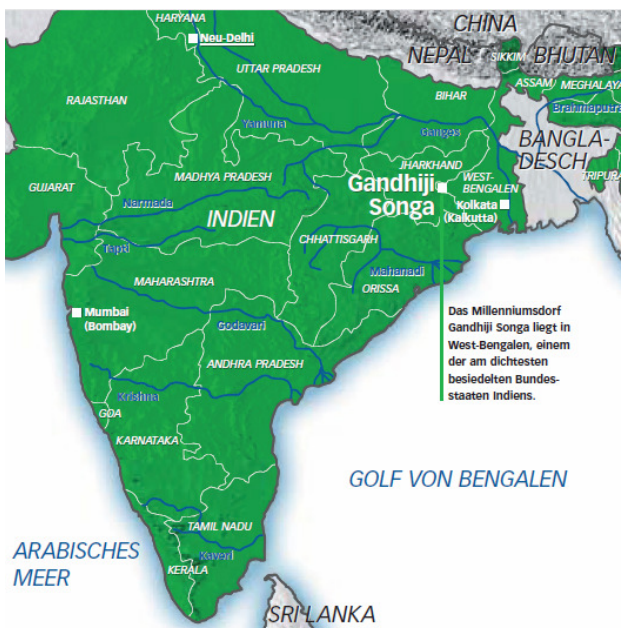 CHINA
HARYANA
Neu-Delhi
NEPAL
SIKKIM
BHUTAN
UTTAR PRADESH
ASSAM
MEGHALAYA
RAJASTHAN
BIHAR
Brahmaputra
Yamuna
Ganges
BANGLA-
DESCH
JHARKHAND
MADHYA PRADESH
WEST-
BENGALEN
TRIPURA
GUJARAT
Gandhiji
Songa
Narmada
Kolkata
(Kalkutta)
INDIEN
CHHATTISGARH
Tapti
Mahanadi
MAHARASHTRA
ORISSA
Mumbai
(Bombay)
Godavari
Das Millenniumsdorf
Gandhiji Songa liegt in
West-Bengalen, einem
der am dichtesten
besiedelten Bundes-
staaten Indiens.
ANDHRA PRADESH
Krishna
GOA
KARNATAKA
GOLF VON BENGALEN
TAMIL NADU
ARABISCHES
MEER
Kaveri
KERALA
SRI LANKA